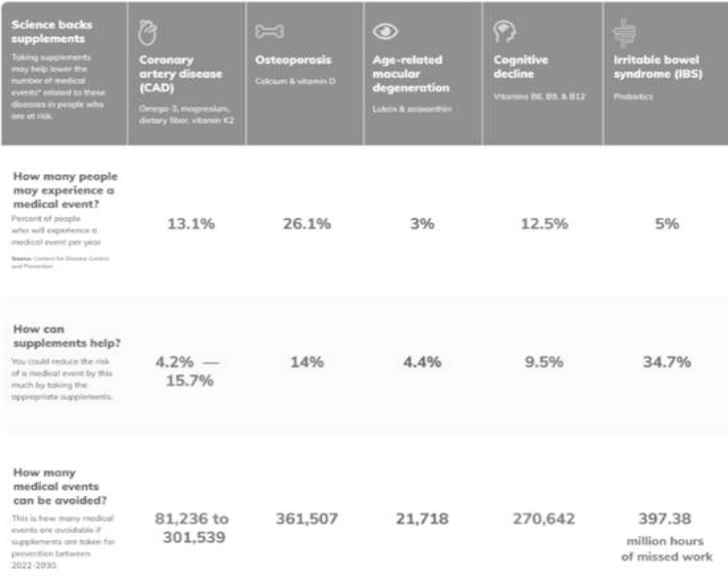 Science backs
supplements
Taking supplements
may help lower the
number of medical
events* related to these
diseases in people who
are at risk.
Coronary
artery disease
(CAD)
Omega-3, magnesium,
dietary fiber, vitamin K2
Osteoporosis
Calcium & vitamin D
Age-related
macular
degeneration
Lutein & zeaxanthin
Cognitive
decline
Vitamins B6, B9, & B12
Irritable bowel
syndrome (IBS)
Probiotics
How many people
may experience a
medical event?
Percent of people
who will experience a
medical event per year
Source: Centers for Disease Control
and Prevention
13.1%
26.1%
3%
12.5%
5%
How can
supplements help?
You could reduce the risk
of a medical event by this
much by taking the
appropriate supplements.
4.2% —
15.7%
14%
4.4%
9.5%
34.7%
How many
medical events
can be avoided?
This is how many medical
events are avoidable if
supplements are taken for
prevention between
2022-2030.
81,236 to
301,539
361,507
21,718
270,642
397.38
million hours
of missed work